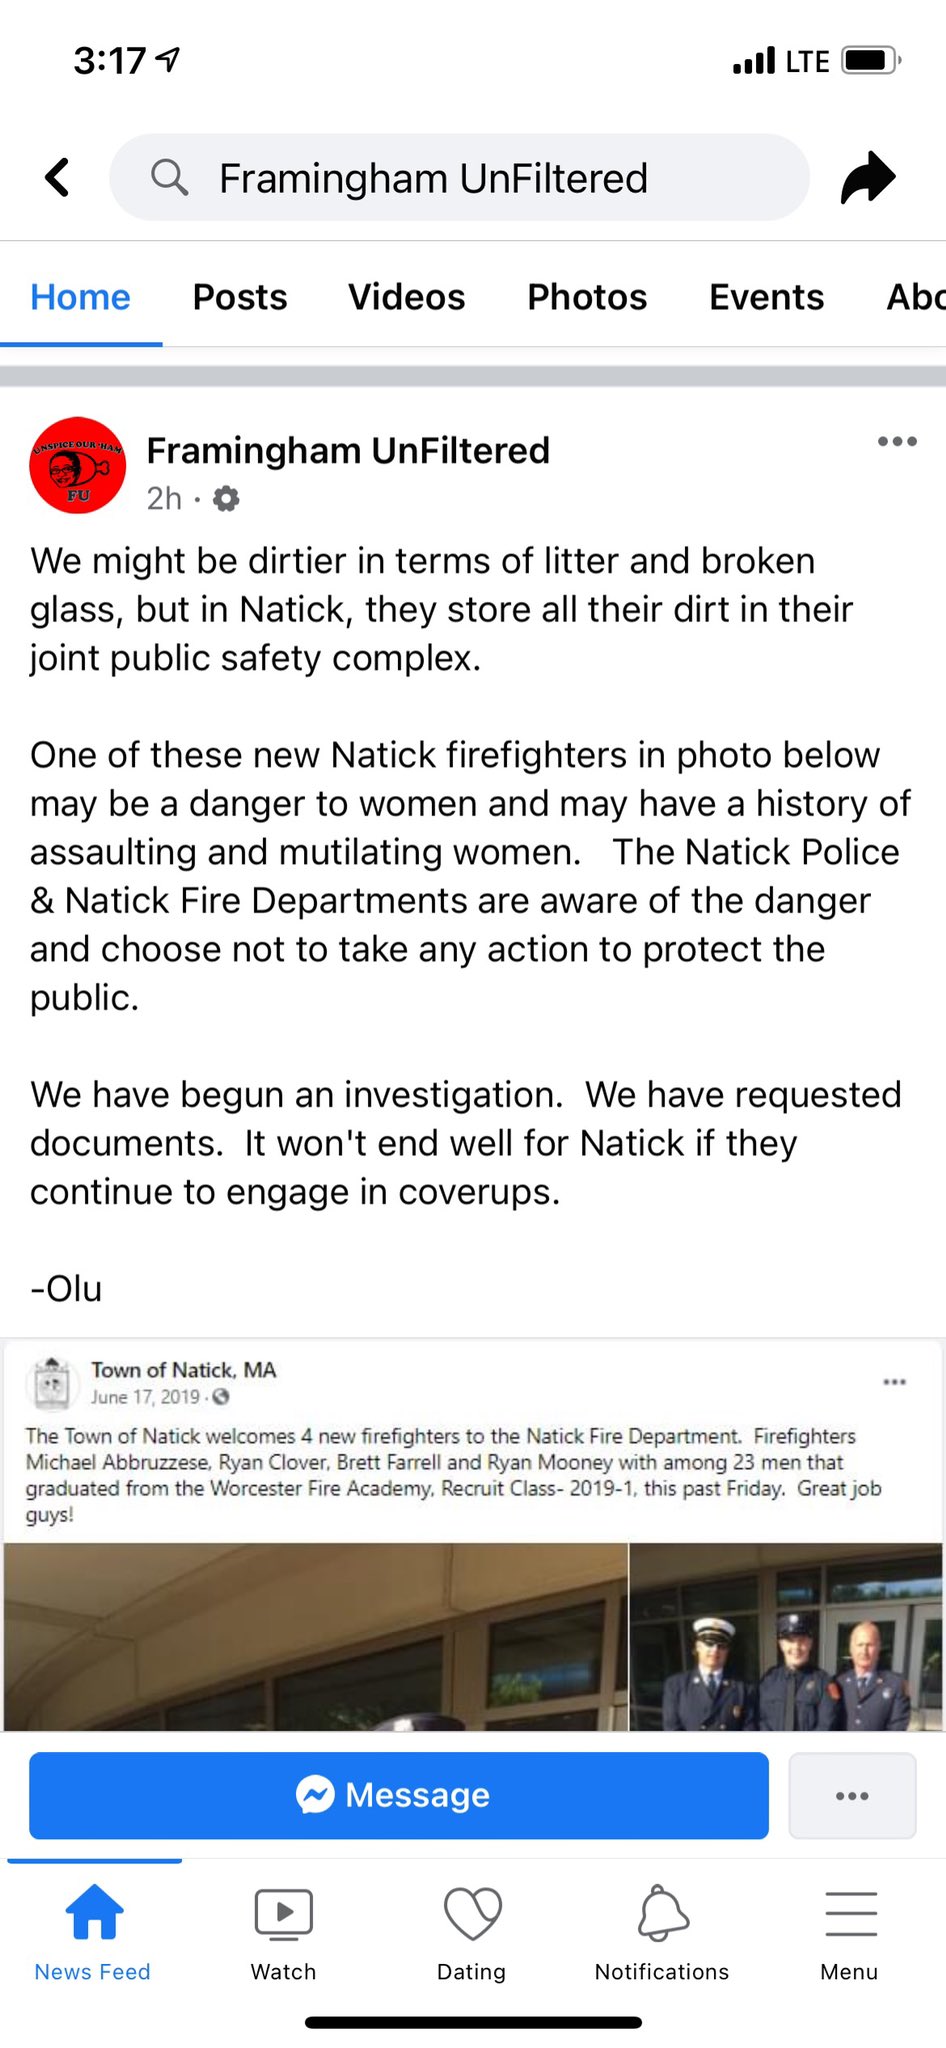 3:17
LTE
Framingham UnFiltered
Home Posts Videos Photos Events Abo
UNSPICE OUR 'HAM
FU
Framingham UnFiltered
2h ·
We might be dirtier in terms of litter and broken
glass, but in Natick, they store all their dirt in their
joint public safety complex.
One of these new Natick firefighters in photo below
may be a danger to women and may have a history of
assaulting and mutilating women. The Natick Police
& Natick Fire Departments are aware of the danger
and choose not to take any action to protect the
public.
We have begun an investigation. We have requested
documents. It won't end well for Natick if they
continue to engage in coverups.
-Olu
Town of Natick, MA
June 17, 2019 ·
The Town of Natick welcomes 4 new firefighters to the Natick Fire Department. Firefighters
Michael Abbruzzese, Ryan Clover, Brett Farrell and Ryan Mooney with among 23 men that
graduated from the Worcester Fire Academy, Recruit Class- 2019-1, this past Friday. Great job
guys!
Message
News Feed Watch Dating Notifications Menu